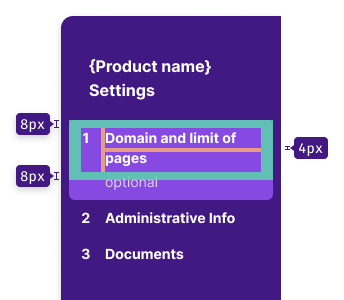 {Product name}
Settings
8px
1 Domain and limit of
pages
4px
8px
optional
2 Administrative Info
3 Documents